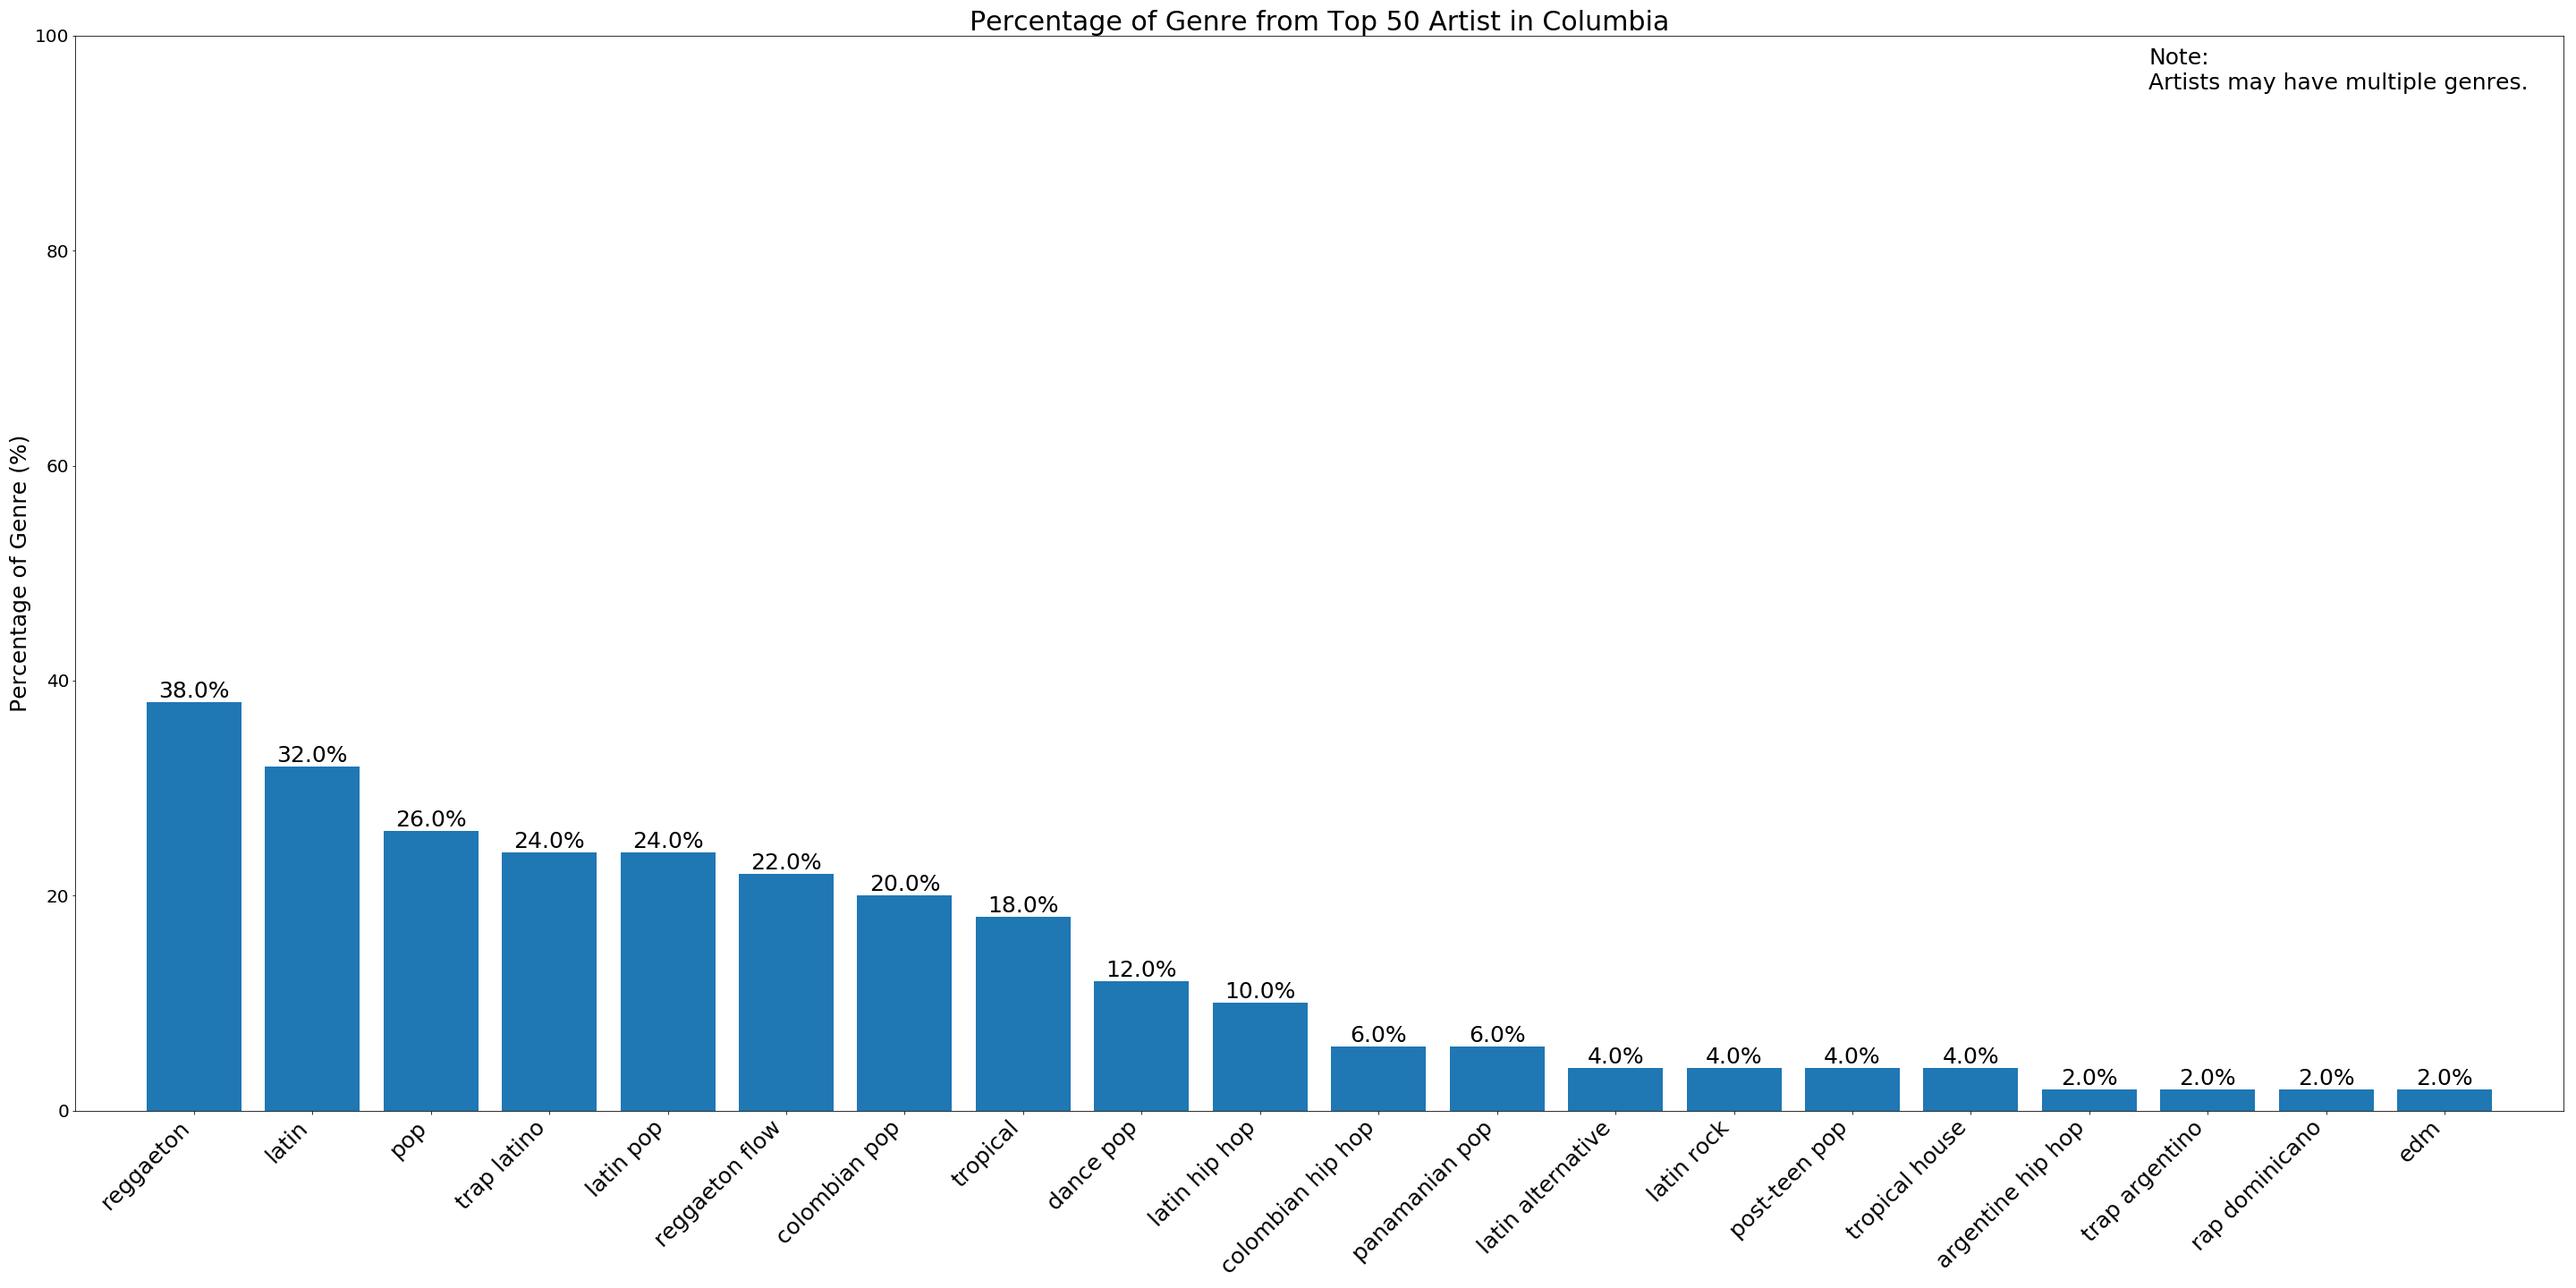 Percentage of Genre from Top 50 Artist in Columbia
Note:
Artists may have multiple genres.
Percentage of Genre (%)
100
80
60
40
20
0
38.0%
32.0%
26.0%
24.0%
24.0%
22.0%
20.0%
18.0%
12.0%
10.0%
6.0%
6.0%
4.0%
4.0%
4.0%
4.0%
2.0%
2.0%
2.0%
2.0%
reggaeton
latin
pop
trap latino
latin pop
reggaeton flow
colombian pop
tropical
dance pop
latin hip hop
colombian hip hop
panamanian pop
latin alternative
latin rock
post-teen pop
tropical house
argentine hip hop
trap argentino
rap dominicano
edm